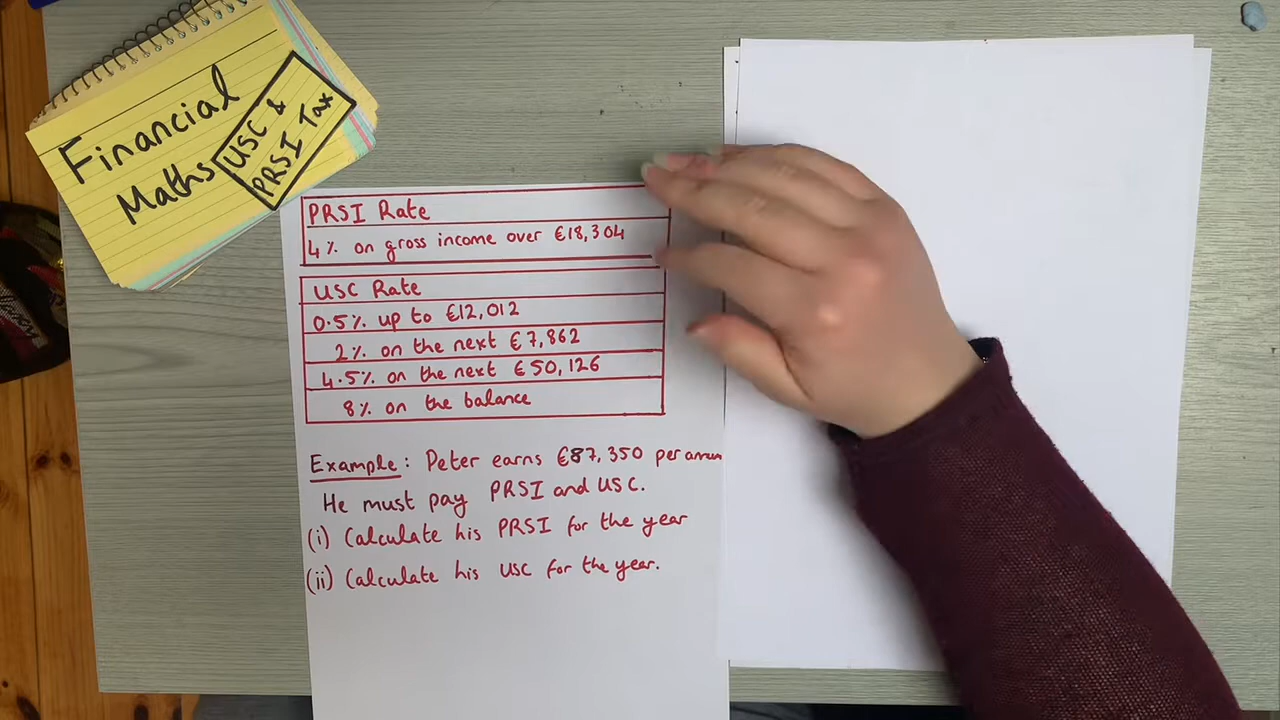 Financial
Maths
USC &
PRSI Tax
PRSI Rate
4% on gross income over €18,304
USC Rate
0.5% up to €12,012
2% on the next €7,862
4.5% on the next €50,126
8% on the balance
Example: Peter earns €87,350 per annum
He must pay PRSI and USC.
(i) Calculate his PRSI for the year
(ii) Calculate his USC for the year.